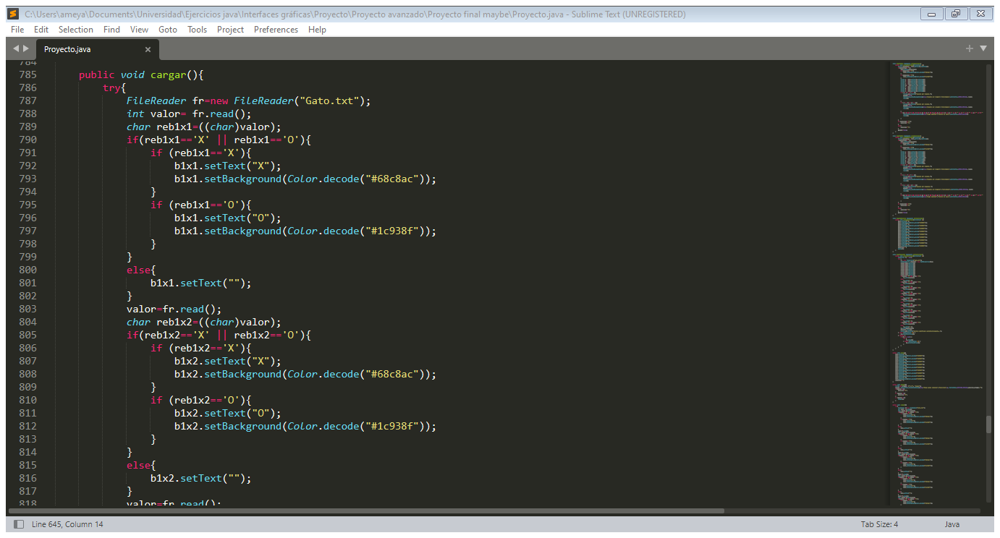 C:\Users\ameya\Documents\Universidad\Ejercicios java\Interfaces gráficas\Proyecto\Proyecto avanzado\Proyecto final maybe\Proyecto.java - Sublime Text (UNREGISTERED)
File Edit Selection Find View Goto Tools Project Preferences Help
Proyecto.java
784
785 public void cargar(){
786 try{
787 FileReader fr=new FileReader("Gato.txt");
788 int valor= fr.read();
789 char reb1x1=((char)valor);
790 if(reb1x1=='X' || reb1x1=='O'){
791 if (reb1x1=='X'){
792 b1x1.setText("X");
793 b1x1.setBackground(Color.decode("#68c8ac"));
794 }
795 if (reb1x1=='O'){
796 b1x1.setText("O");
797 b1x1.setBackground(Color.decode("#1c938f"));
798 }
799 }
800 else{
801 b1x1.setText("");
802 }
803 valor=fr.read();
804 char reb1x2=((char)valor);
805 if(reb1x2=='X' || reb1x2=='O'){
806 if (reb1x2=='X'){
807 b1x2.setText("X");
808 b1x2.setBackground(Color.decode("#68c8ac"));
809 }
810 if (reb1x2=='O'){
811 b1x2.setText("O");
812 b1x2.setBackground(Color.decode("#1c938f"));
813 }
814 }
815 else{
816 b1x2.setText("");
817 }
818 valor=fr.read();
Line 645, Column 14
Tab Size: 4
Java